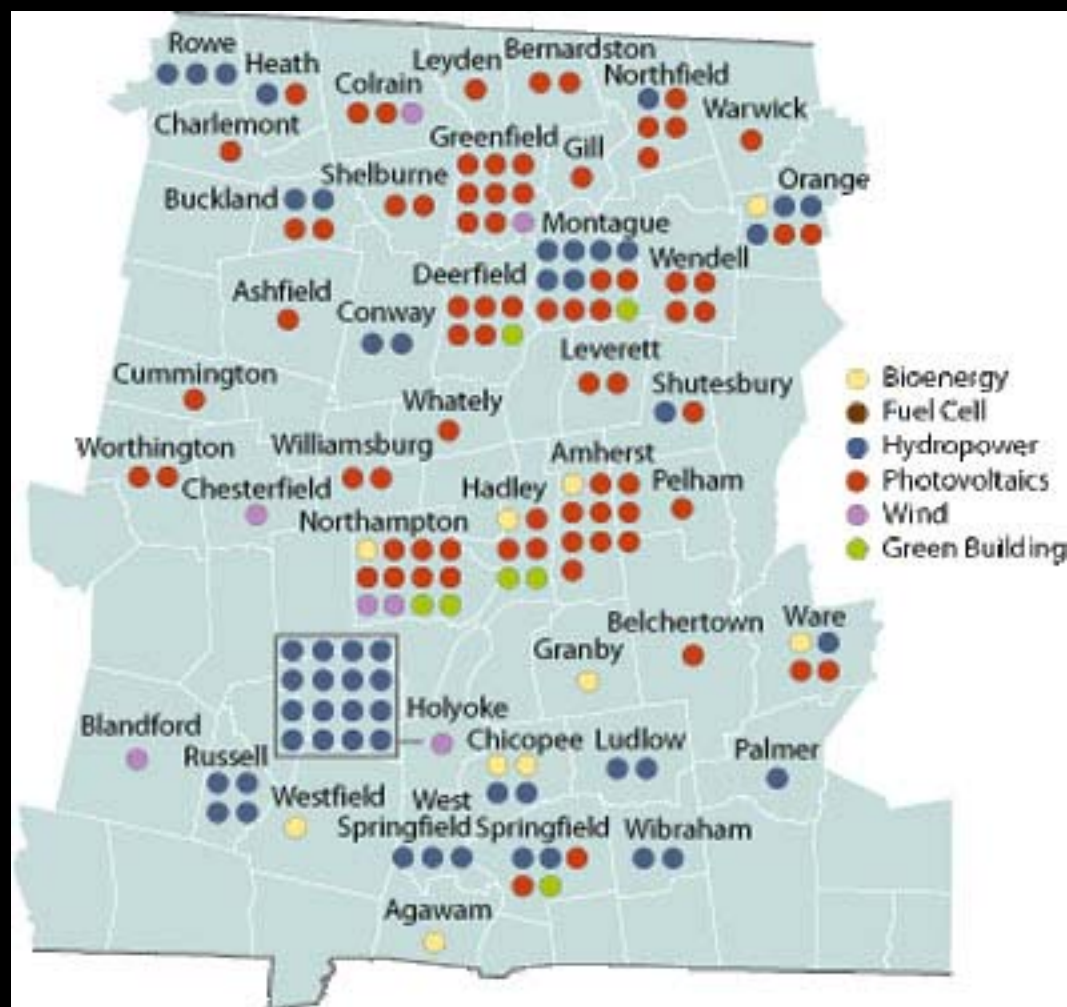 Rowe
Heath
Colrain
Leyden
Bernardston
Northfield
Warwick
Charlemont
Greenfield
Gill
Shelburne
Orange
Buckland
Montague
Deerfield
Wendell
Ashfield
Conway
Leverett
Shutesbury
Cummington
Whately
Worthington
Williamsburg
Chesterfield
Amherst
Hadley
Pelham
Northampton
Belchertown
Ware
Granby
Holyoke
Blandford
Russell
Chicopee
Ludlow
Palmer
Westfield
West
Springfield
Springfield
Wibraham
Agawam
Bioenergy
Fuel Cell
Hydropower
Photovoltaics
Wind
Green Building